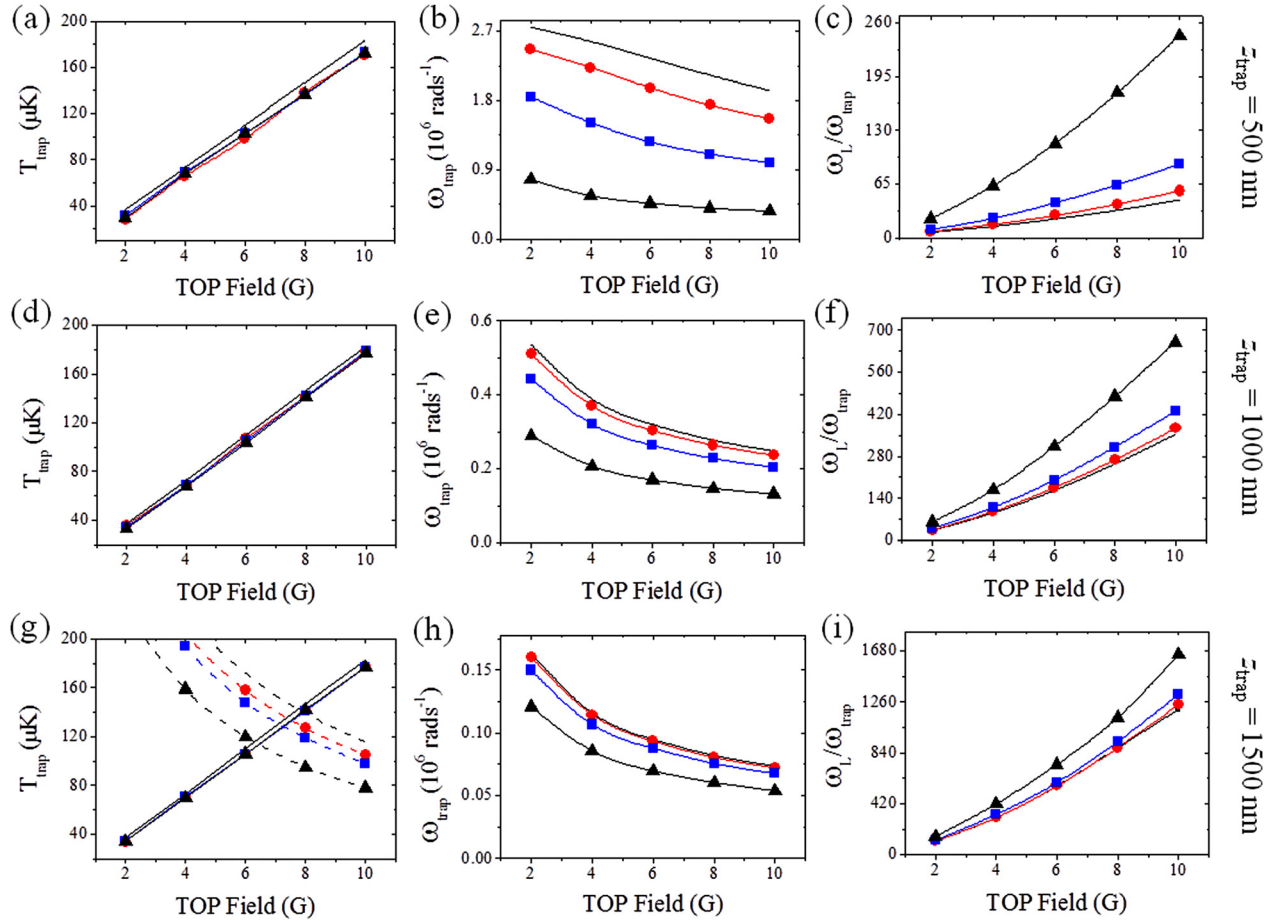 (a)
T_trap (μK)
200
160
120
80
40
2 4 6 8 10
TOP Field (G)
(b)
ω_trap (10^6 rads^-1)
2.7
1.8
0.9
0.0
2 4 6 8 10
TOP Field (G)
(c)
ω_L/ω_trap
260
195
130
65
0
2 4 6 8 10
TOP Field (G)
z_trap = 500 nm
(d)
T_trap (μK)
200
160
120
80
40
2 4 6 8 10
TOP Field (G)
(e)
ω_trap (10^6 rads^-1)
0.6
0.4
0.2
0.0
2 4 6 8 10
TOP Field (G)
(f)
ω_L/ω_trap
700
560
420
280
140
0
2 4 6 8 10
TOP Field (G)
z_trap = 1000 nm
(g)
T_trap (μK)
200
160
120
80
40
2 4 6 8 10
TOP Field (G)
(h)
ω_trap (10^6 rads^-1)
0.15
0.10
0.05
0.00
2 4 6 8 10
TOP Field (G)
(i)
ω_L/ω_trap
1680
1260
840
420
0
2 4 6 8 10
TOP Field (G)
z_trap = 1500 nm